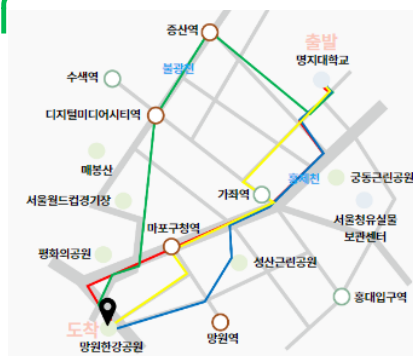 증산역
출발
명지대학교
불광천
수색역
디지털미디어시티역
매봉산
홍제천
궁동근린공원
가좌역
서울월드컵경기장
서울청유실물
보관센터
마포구청역
평화의공원
성산근린공원
홍대입구역
도착
망원역
망원한강공원